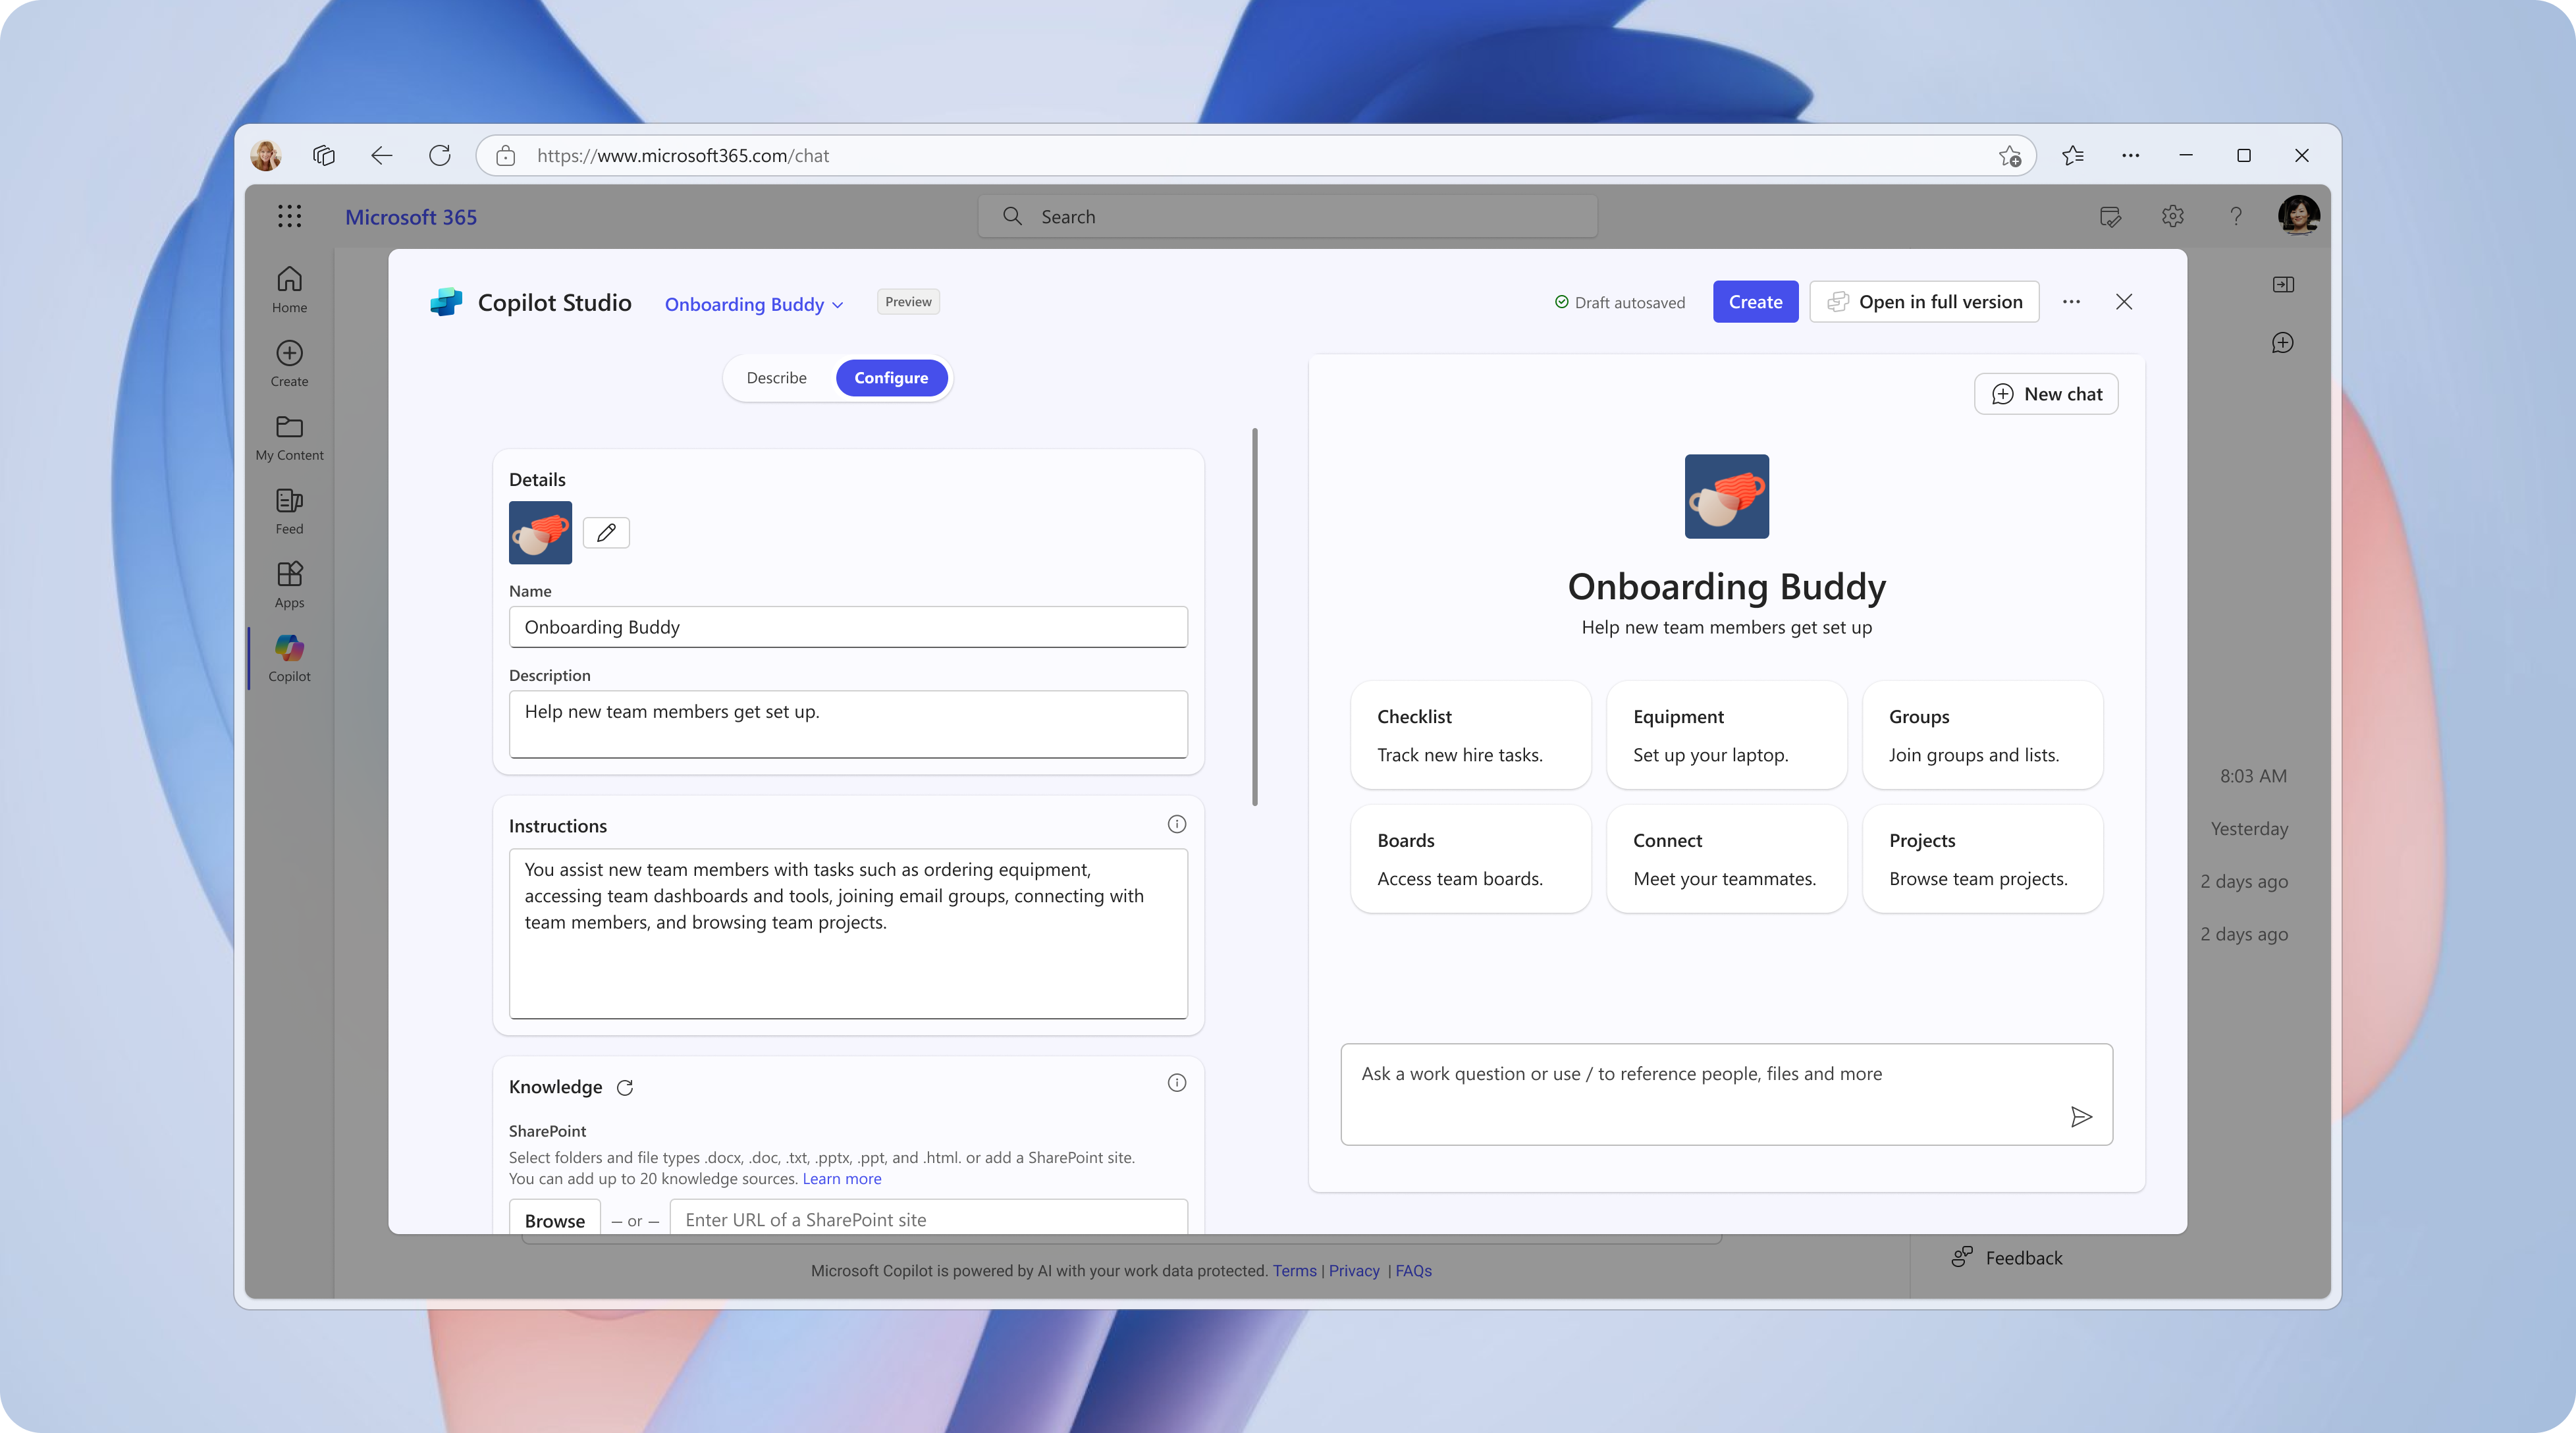 https://www.microsoft365.com/chat
Microsoft 365
Search
Home
Create
My Content
Feed
Apps
Copilot
Copilot Studio
Onboarding Buddy
Preview
Draft autosaved
Create
Open in full version
Describe
Configure
Details
Name
Onboarding Buddy
Description
Help new team members get set up.
Instructions
You assist new team members with tasks such as ordering equipment,
accessing team dashboards and tools, joining email groups, connecting with
team members, and browsing team projects.
Knowledge
SharePoint
Select folders and file types .docx, .doc, .txt, .pptx, .ppt, and .html. or add a SharePoint site.
You can add up to 20 knowledge sources. Learn more
Browse
— or —
Enter URL of a SharePoint site
New chat
Onboarding Buddy
Help new team members get set up
Checklist
Track new hire tasks.
Equipment
Set up your laptop.
Groups
Join groups and lists.
Boards
Access team boards.
Connect
Meet your teammates.
Projects
Browse team projects.
Ask a work question or use / to reference people, files and more
8:03 AM
Yesterday
2 days ago
2 days ago
Microsoft Copilot is powered by AI with your work data protected. Terms | Privacy | FAQs
Feedback